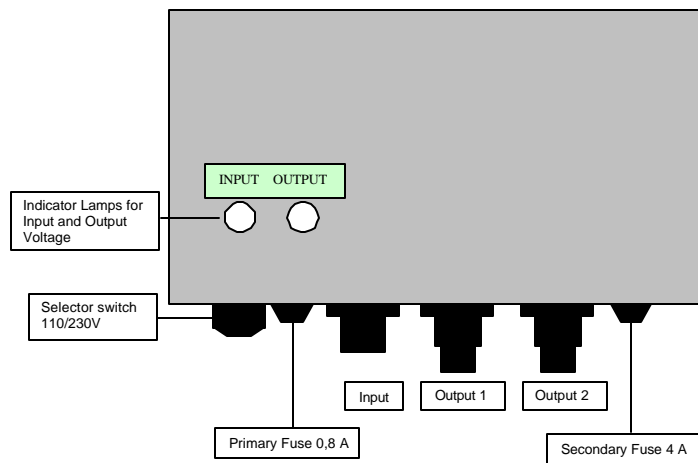 INPUT OUTPUT
Indicator Lamps for
Input and Output
Voltage
Selector switch
110/230V
Input
Output 1
Output 2
Primary Fuse 0,8 A
Secondary Fuse 4 A